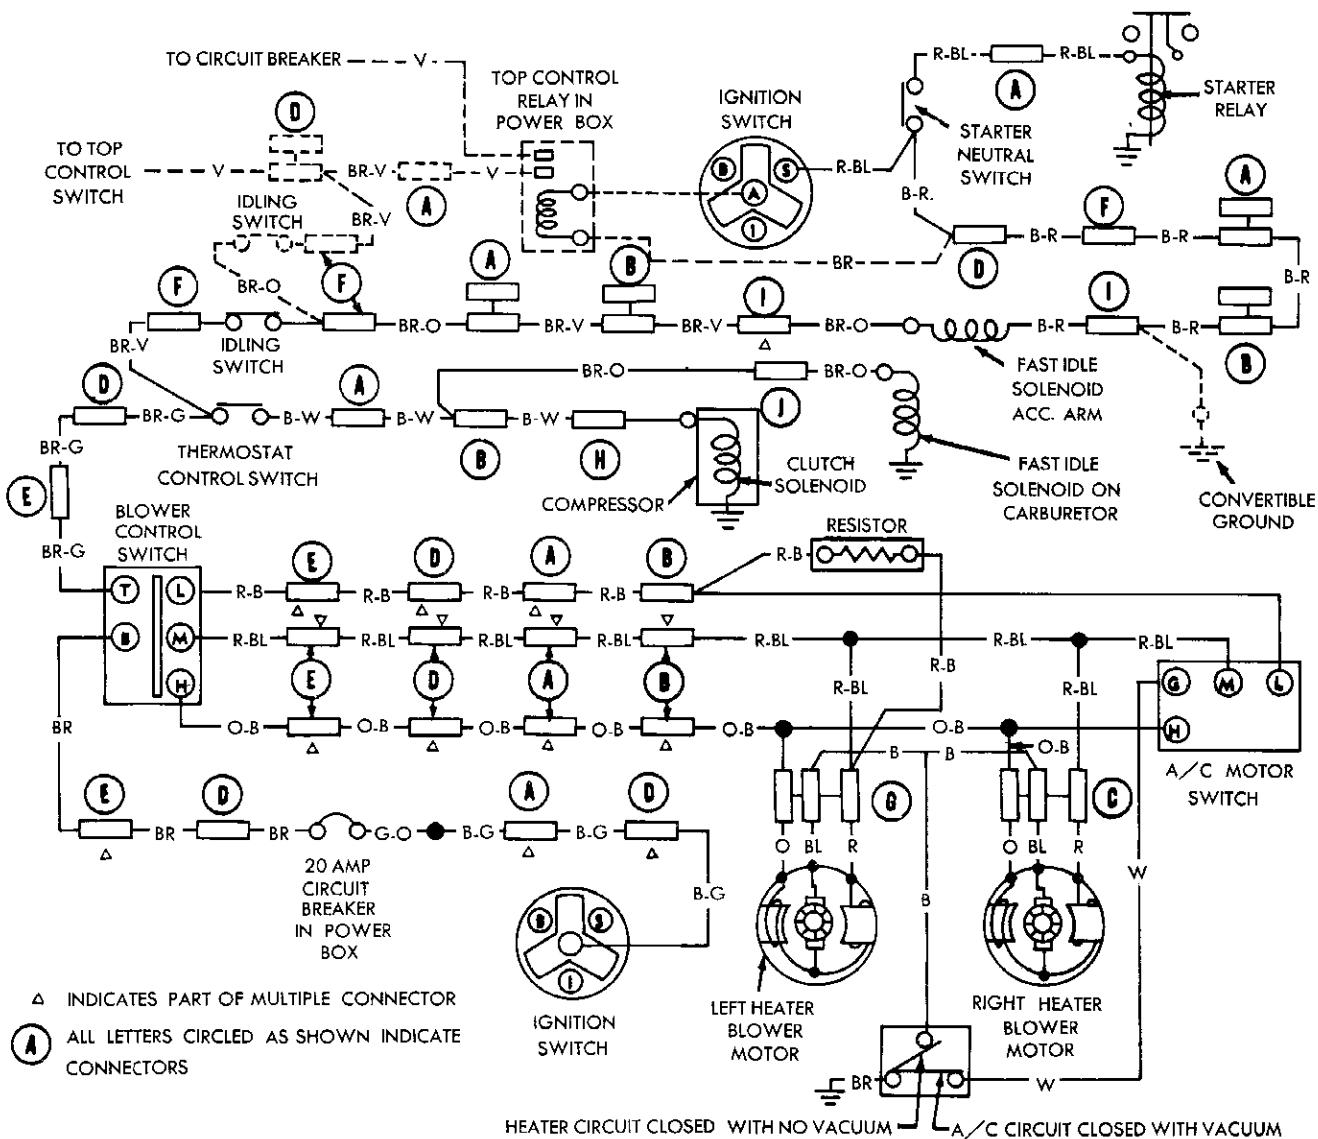 TO CIRCUIT BREAKER
V
TOP CONTROL
RELAY IN
POWER BOX
IGNITION
SWITCH
R-BL
A
R-BL
STARTER
RELAY
STARTER
NEUTRAL
SWITCH
D
TO TOP
CONTROL
SWITCH
V
BR-V
V
A
B
S
A
I
R-BL
B-R.
A
IDLING
SWITCH
BR-V
F
BR
D
B-R
F
B-R
B-R
BR-O
F
A
B
I
I
BR-V
IDLING
SWITCH
BR-O
BR-V
BR-V
BR-O
B-R
B-R
B
FAST IDLE
SOLENOID
ACC. ARM
D
BR-G
THERMOSTAT
CONTROL SWITCH
B-W
A
B-W
B
B-W
H
BR-O
J
BR-O
BR-G
E
BR-G
COMPRESSOR
CLUTCH
SOLENOID
FAST IDLE
SOLENOID ON
CARBURETOR
CONVERTIBLE
GROUND
BLOWER
CONTROL
SWITCH
T
B
L
M
H
R-B
E
R-B
D
R-B
A
R-B
B
R-B
RESISTOR
R-BL
R-BL
R-BL
R-BL
R-BL
R-BL
R-BL
E
D
A
B
R-BL
R-B
R-BL
O-B
O-B
O-B
O-B
O-B
O-B
O-B
G
M
L
H
A/C MOTOR
SWITCH
BR
E
BR
D
BR
G-O
B-G
A
B-G
D
B-G
20 AMP
CIRCUIT
BREAKER
IN POWER
BOX
B
B
G
C
O
BL
R
O
BL
R
W
B
B
S
I
IGNITION
SWITCH
LEFT HEATER
BLOWER
MOTOR
RIGHT HEATER
BLOWER
MOTOR
△ INDICATES PART OF MULTIPLE CONNECTOR
A ALL LETTERS CIRCLED AS SHOWN INDICATE
CONNECTORS
BR
W
HEATER CIRCUIT CLOSED WITH NO VACUUM
A/C CIRCUIT CLOSED WITH VACUUM